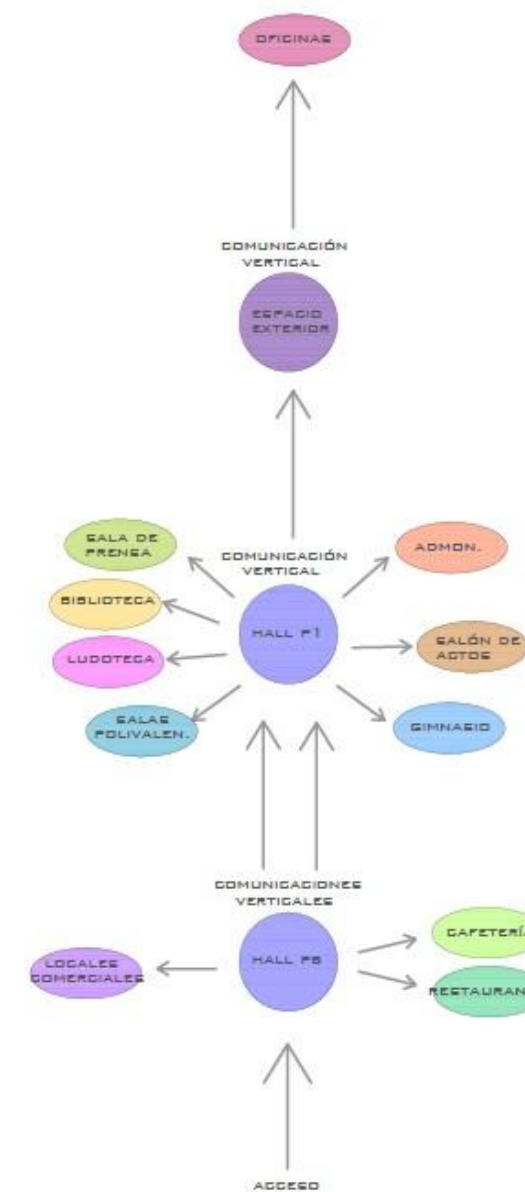 OFICINAS
COMUNICACIÓN
VERTICAL
ESPACIO
EXTERIOR
SALA DE
PRENSA
COMUNICACIÓN
VERTICAL
ADMON.
BIBLIOTECA
HALL P1
SALÓN DE
ACTOS
LUDOTECA
SALAS
POLIVALEN.
GIMNASIO
COMUNICACIONES
VERTICALES
CAFETERÍA
LOCALES
COMERCIALES
HALL PB
RESTAURAN
ACCESO